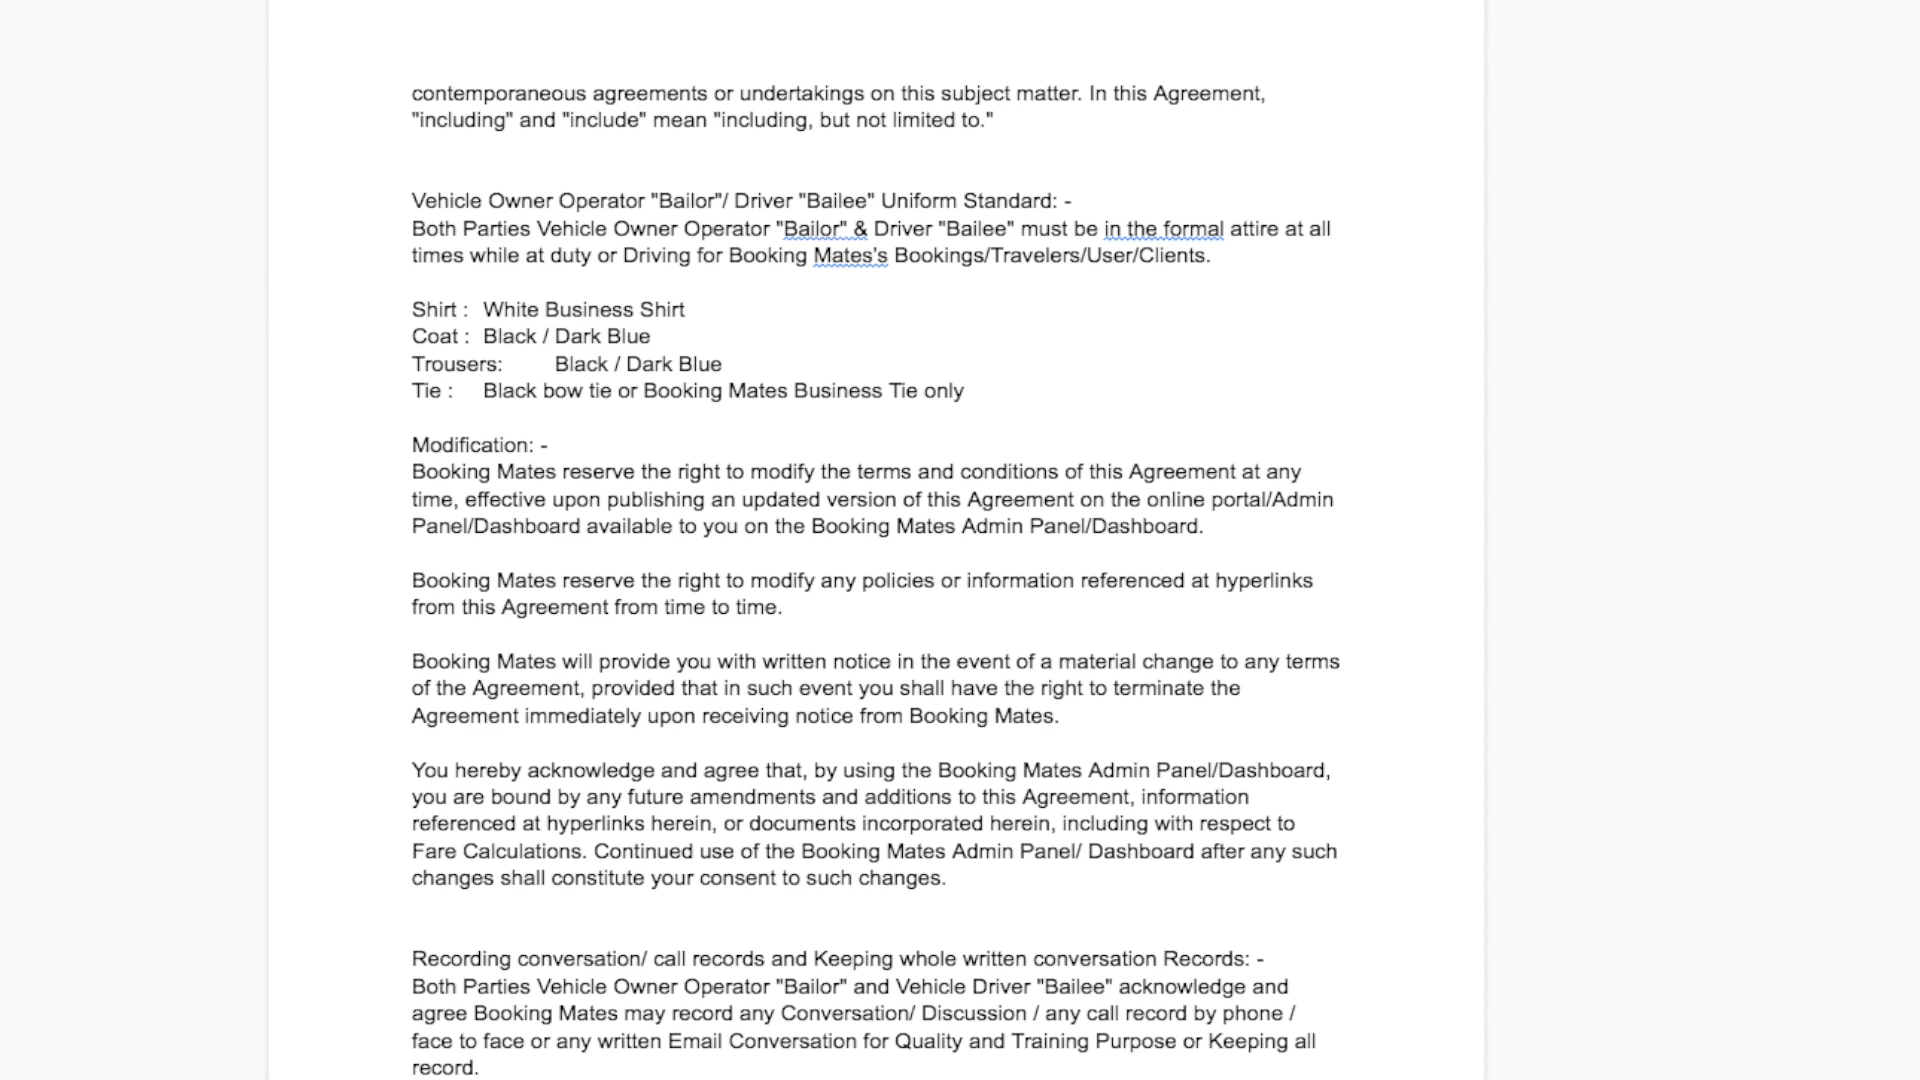 contemporaneous agreements or undertakings on this subject matter. In this Agreement,
"including" and "include" mean "including, but not limited to."
Vehicle Owner Operator "Bailor"/ Driver "Bailee" Uniform Standard: -
Both Parties Vehicle Owner Operator "Bailor" & Driver "Bailee" must be in the formal attire at all
times while at duty or Driving for Booking Mates’s Bookings/Travelers/User/Clients.
Shirt : White Business Shirt
Coat : Black / Dark Blue
Trousers: Black / Dark Blue
Tie : Black bow tie or Booking Mates Business Tie only
Modification: -
Booking Mates reserve the right to modify the terms and conditions of this Agreement at any
time, effective upon publishing an updated version of this Agreement on the online portal/Admin
Panel/Dashboard available to you on the Booking Mates Admin Panel/Dashboard.
Booking Mates reserve the right to modify any policies or information referenced at hyperlinks
from this Agreement from time to time.
Booking Mates will provide you with written notice in the event of a material change to any terms
of the Agreement, provided that in such event you shall have the right to terminate the
Agreement immediately upon receiving notice from Booking Mates.
You hereby acknowledge and agree that, by using the Booking Mates Admin Panel/Dashboard,
you are bound by any future amendments and additions to this Agreement, information
referenced at hyperlinks herein, or documents incorporated herein, including with respect to
Fare Calculations. Continued use of the Booking Mates Admin Panel/ Dashboard after any such
changes shall constitute your consent to such changes.
Recording conversation/ call records and Keeping whole written conversation Records: -
Both Parties Vehicle Owner Operator "Bailor" and Vehicle Driver "Bailee" acknowledge and
agree Booking Mates may record any Conversation/ Discussion / any call record by phone /
face to face or any written Email Conversation for Quality and Training Purpose or Keeping all
record.